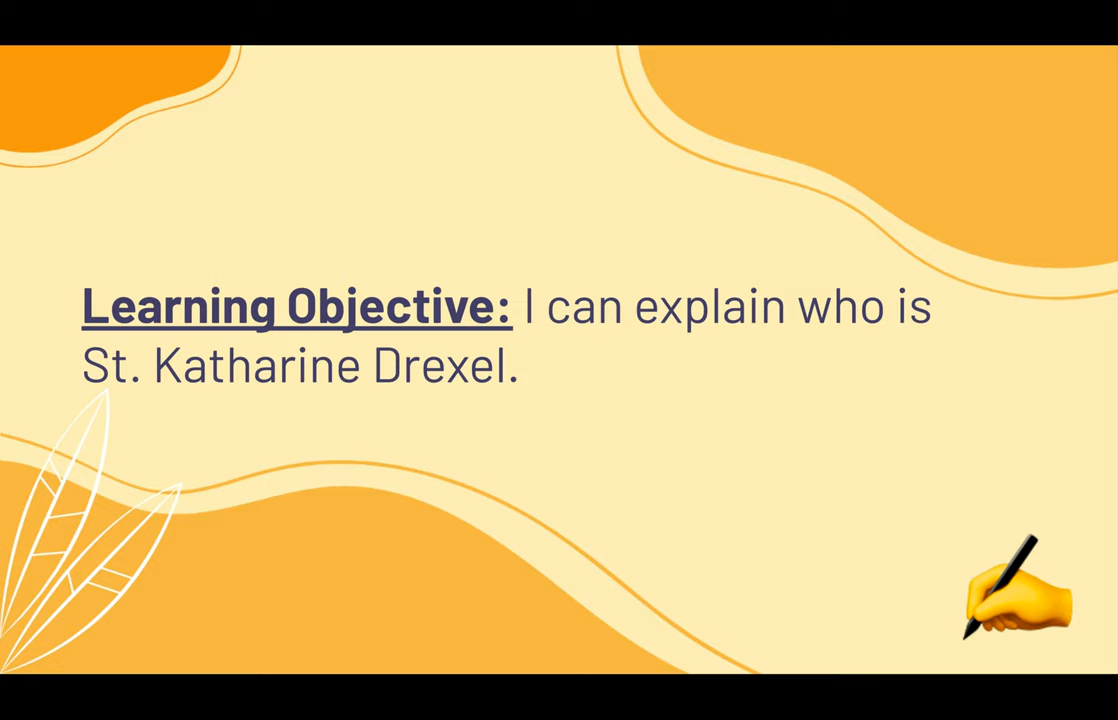 Learning Objective: I can explain who is
St. Katharine Drexel.